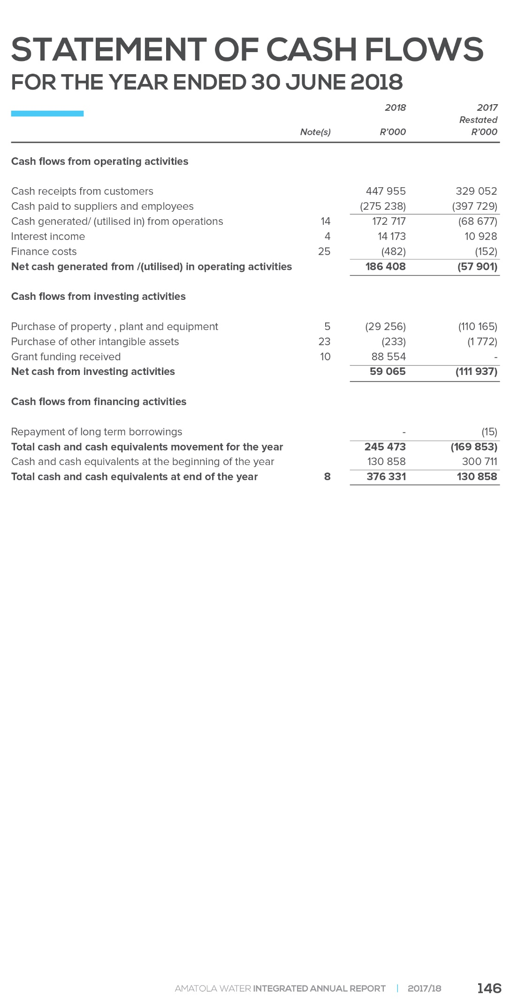 STATEMENT OF CASH FLOWS
FOR THE YEAR ENDED 30 JUNE 2018
2018 2017
Restated
Note(s) R’000 R’000
Cash flows from operating activities
Cash receipts from customers 447 955 329 052
Cash paid to suppliers and employees (275 238) (397 729)
Cash generated/ (utilised in) from operations 14 172 717 (68 677)
Interest income 4 14 173 10 928
Finance costs 25 (482) (152)
Net cash generated from /(utilised) in operating activities 186 408 (57 901)
Cash flows from investing activities
Purchase of property , plant and equipment 5 (29 256) (110 165)
Purchase of other intangible assets 23 (233) (1 772)
Grant funding received 10 88 554 -
Net cash from investing activities 59 065 (111 937)
Cash flows from financing activities
Repayment of long term borrowings - (15)
Total cash and cash equivalents movement for the year 245 473 (169 853)
Cash and cash equivalents at the beginning of the year 130 858 300 711
Total cash and cash equivalents at end of the year 8 376 331 130 858
AMATOLA WATER INTEGRATED ANNUAL REPORT | 2017/18 146